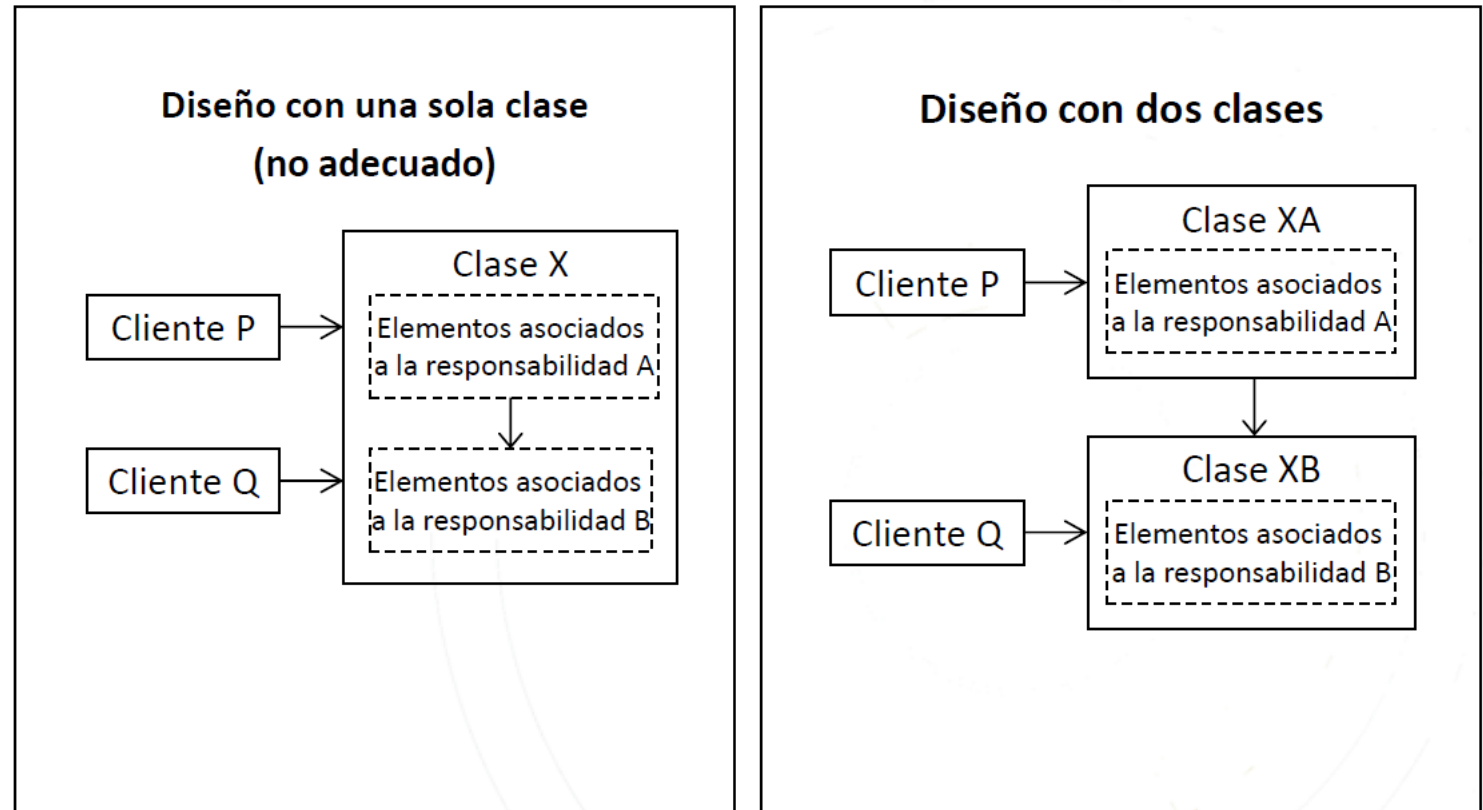 Diseño con una sola clase
(no adecuado)
Clase X
Cliente P
Elementos asociados
a la responsabilidad A
Cliente Q
Elementos asociados
a la responsabilidad B
Diseño con dos clases
Clase XA
Cliente P
Elementos asociados
a la responsabilidad A
Clase XB
Cliente Q
Elementos asociados
a la responsabilidad B